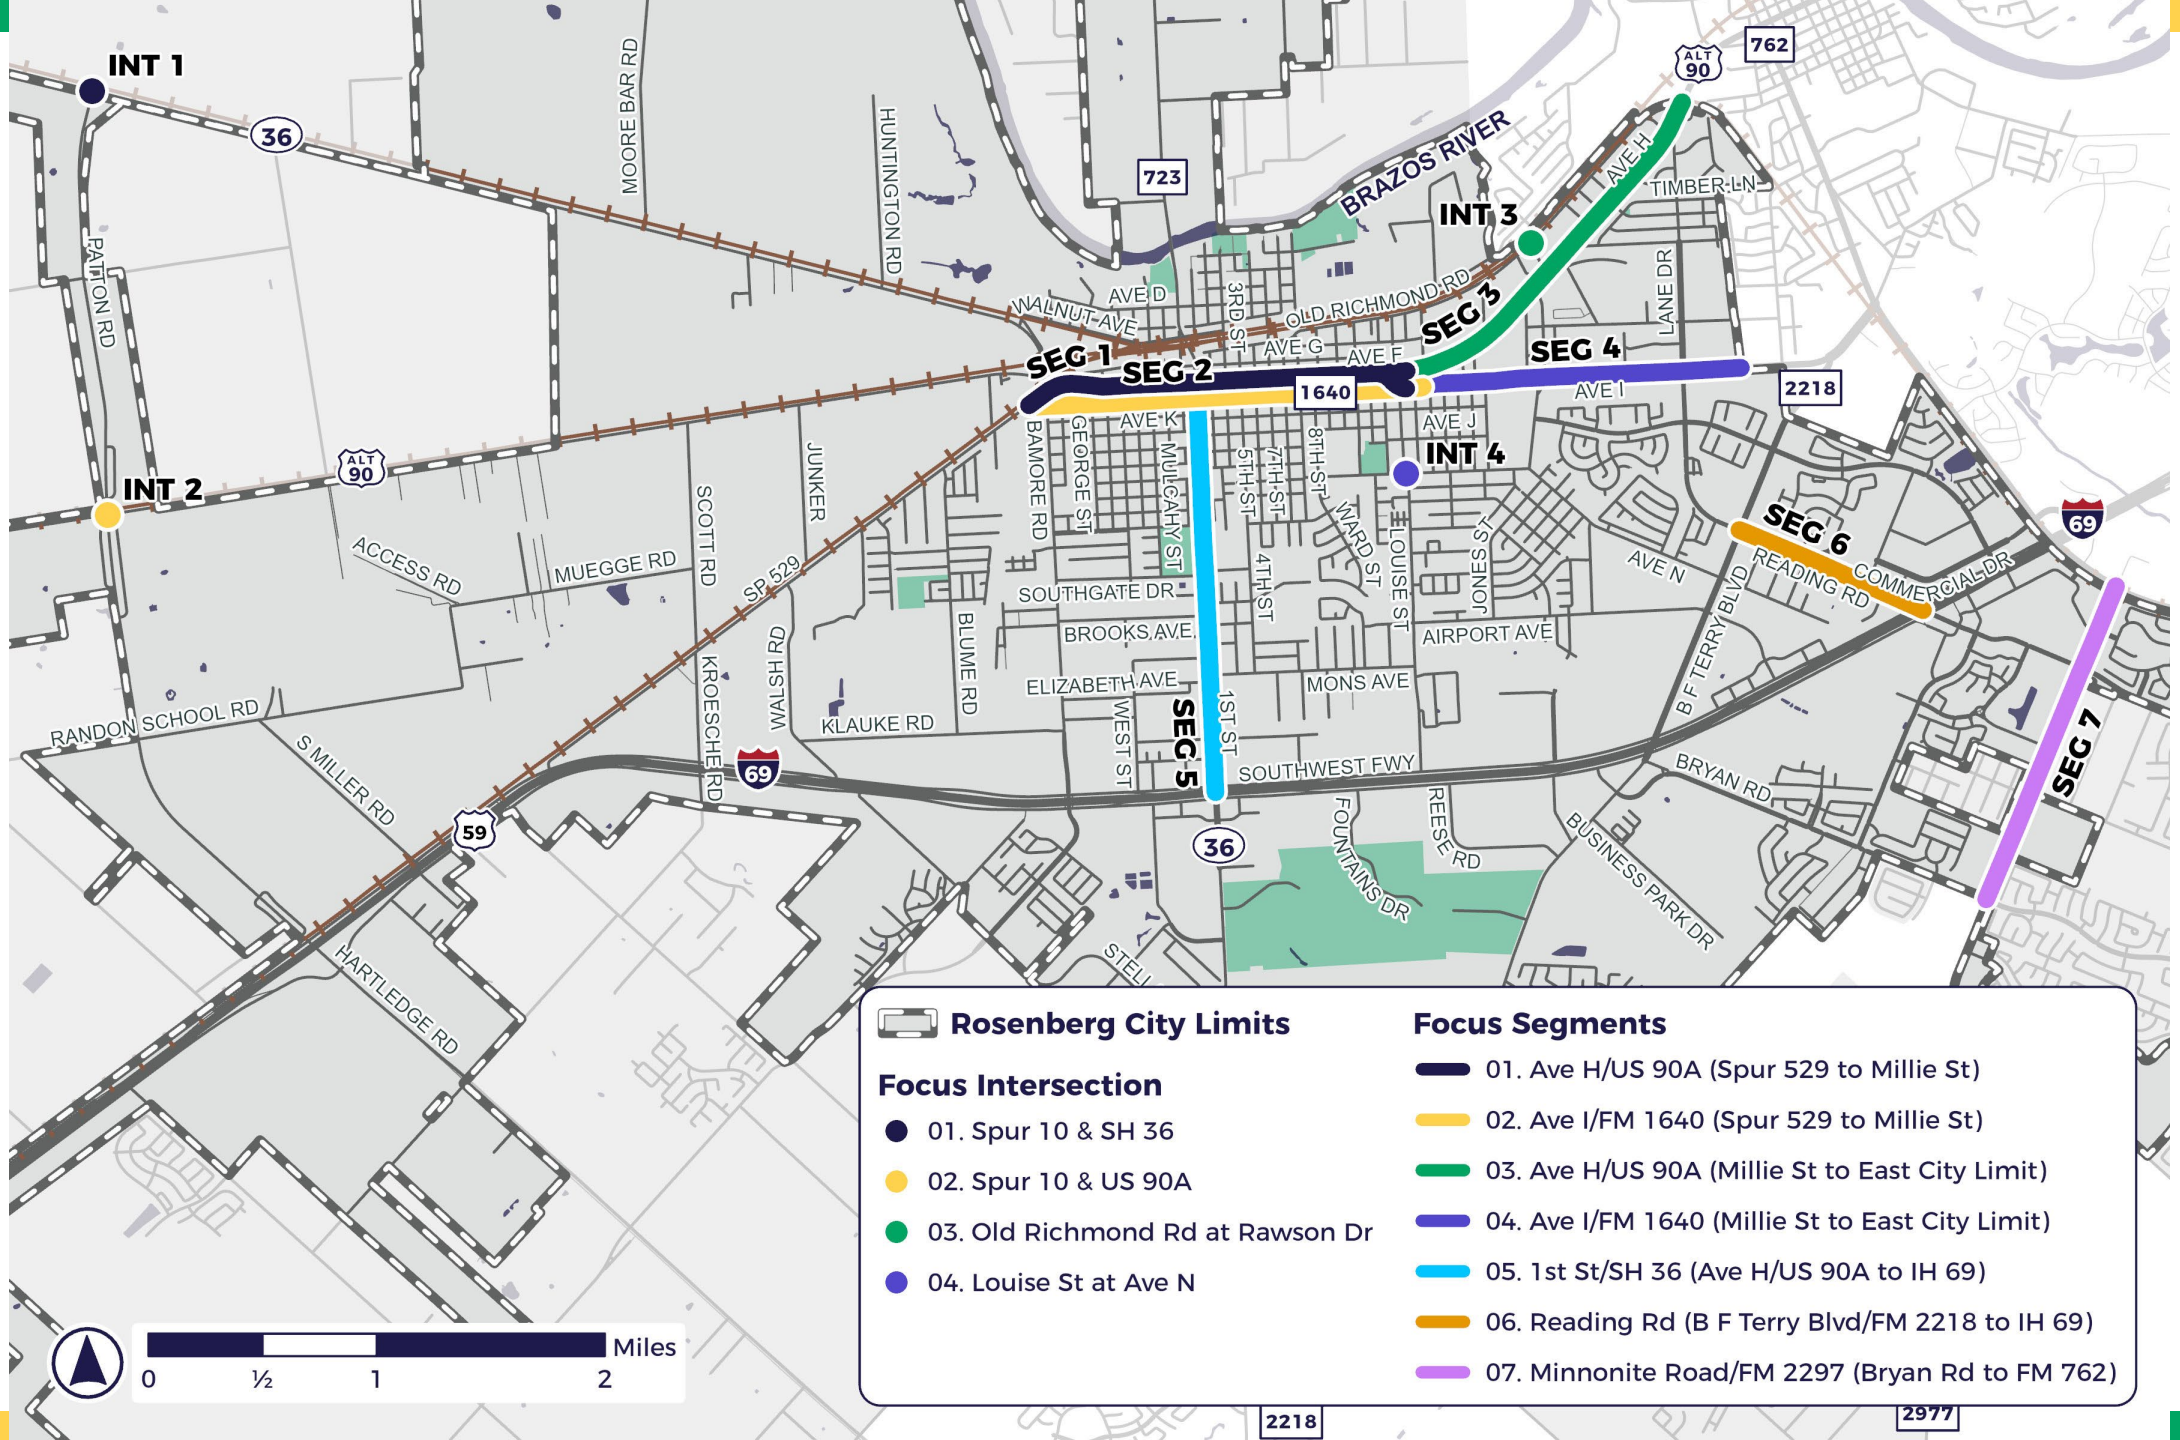 ALT
90
762
INT 1
36
MOORE BAR RD
HUNTINGTON RD
723
BRAZOS RIVER
AVE H
TIMBER LN
INT 3
PATTON RD
LANE DR
AVE D
3RD ST
OLD RICHMOND RD
WALNUT AVE
SEG 3
AVE G
AVE F
SEG 1
SEG 2
SEG 4
1640
AVE I
2218
AVE K
AVE J
ALT
90
INT 2
INT 4
JUNKER
BAMORE RD
GEORGE ST
MULCAHY ST
5TH ST
7TH ST
8TH ST
WARD ST
LOUISE ST
JONES ST
SCOTT RD
SEG 6
69
ACCESS RD
MUEGGE RD
SP 529
AVE N
READING RD
COMMERCIAL DR
SOUTHGATE DR
4TH ST
B F TERRY BLVD
BROOKS AVE
AIRPORT AVE
BLUME RD
WALSH RD
KROESCHE RD
ELIZABETH AVE
MONS AVE
WEST ST
SEG 5
1ST ST
RANDON SCHOOL RD
KLAUKE RD
S MILLER RD
69
SOUTHWEST FWY
BRYAN RD
SEG 7
59
36
FOUNTAINS DR
REESE RD
BUSINESS PARK DR
HARTLEDGE RD
STELL
Rosenberg City Limits
Focus Intersection
01. Spur 10 & SH 36
02. Spur 10 & US 90A
03. Old Richmond Rd at Rawson Dr
04. Louise St at Ave N
Focus Segments
01. Ave H/US 90A (Spur 529 to Millie St)
02. Ave I/FM 1640 (Spur 529 to Millie St)
03. Ave H/US 90A (Millie St to East City Limit)
04. Ave I/FM 1640 (Millie St to East City Limit)
05. 1st St/SH 36 (Ave H/US 90A to IH 69)
06. Reading Rd (B F Terry Blvd/FM 2218 to IH 69)
07. Minnonite Road/FM 2297 (Bryan Rd to FM 762)
Miles
0 ½ 1 2
2218
2977